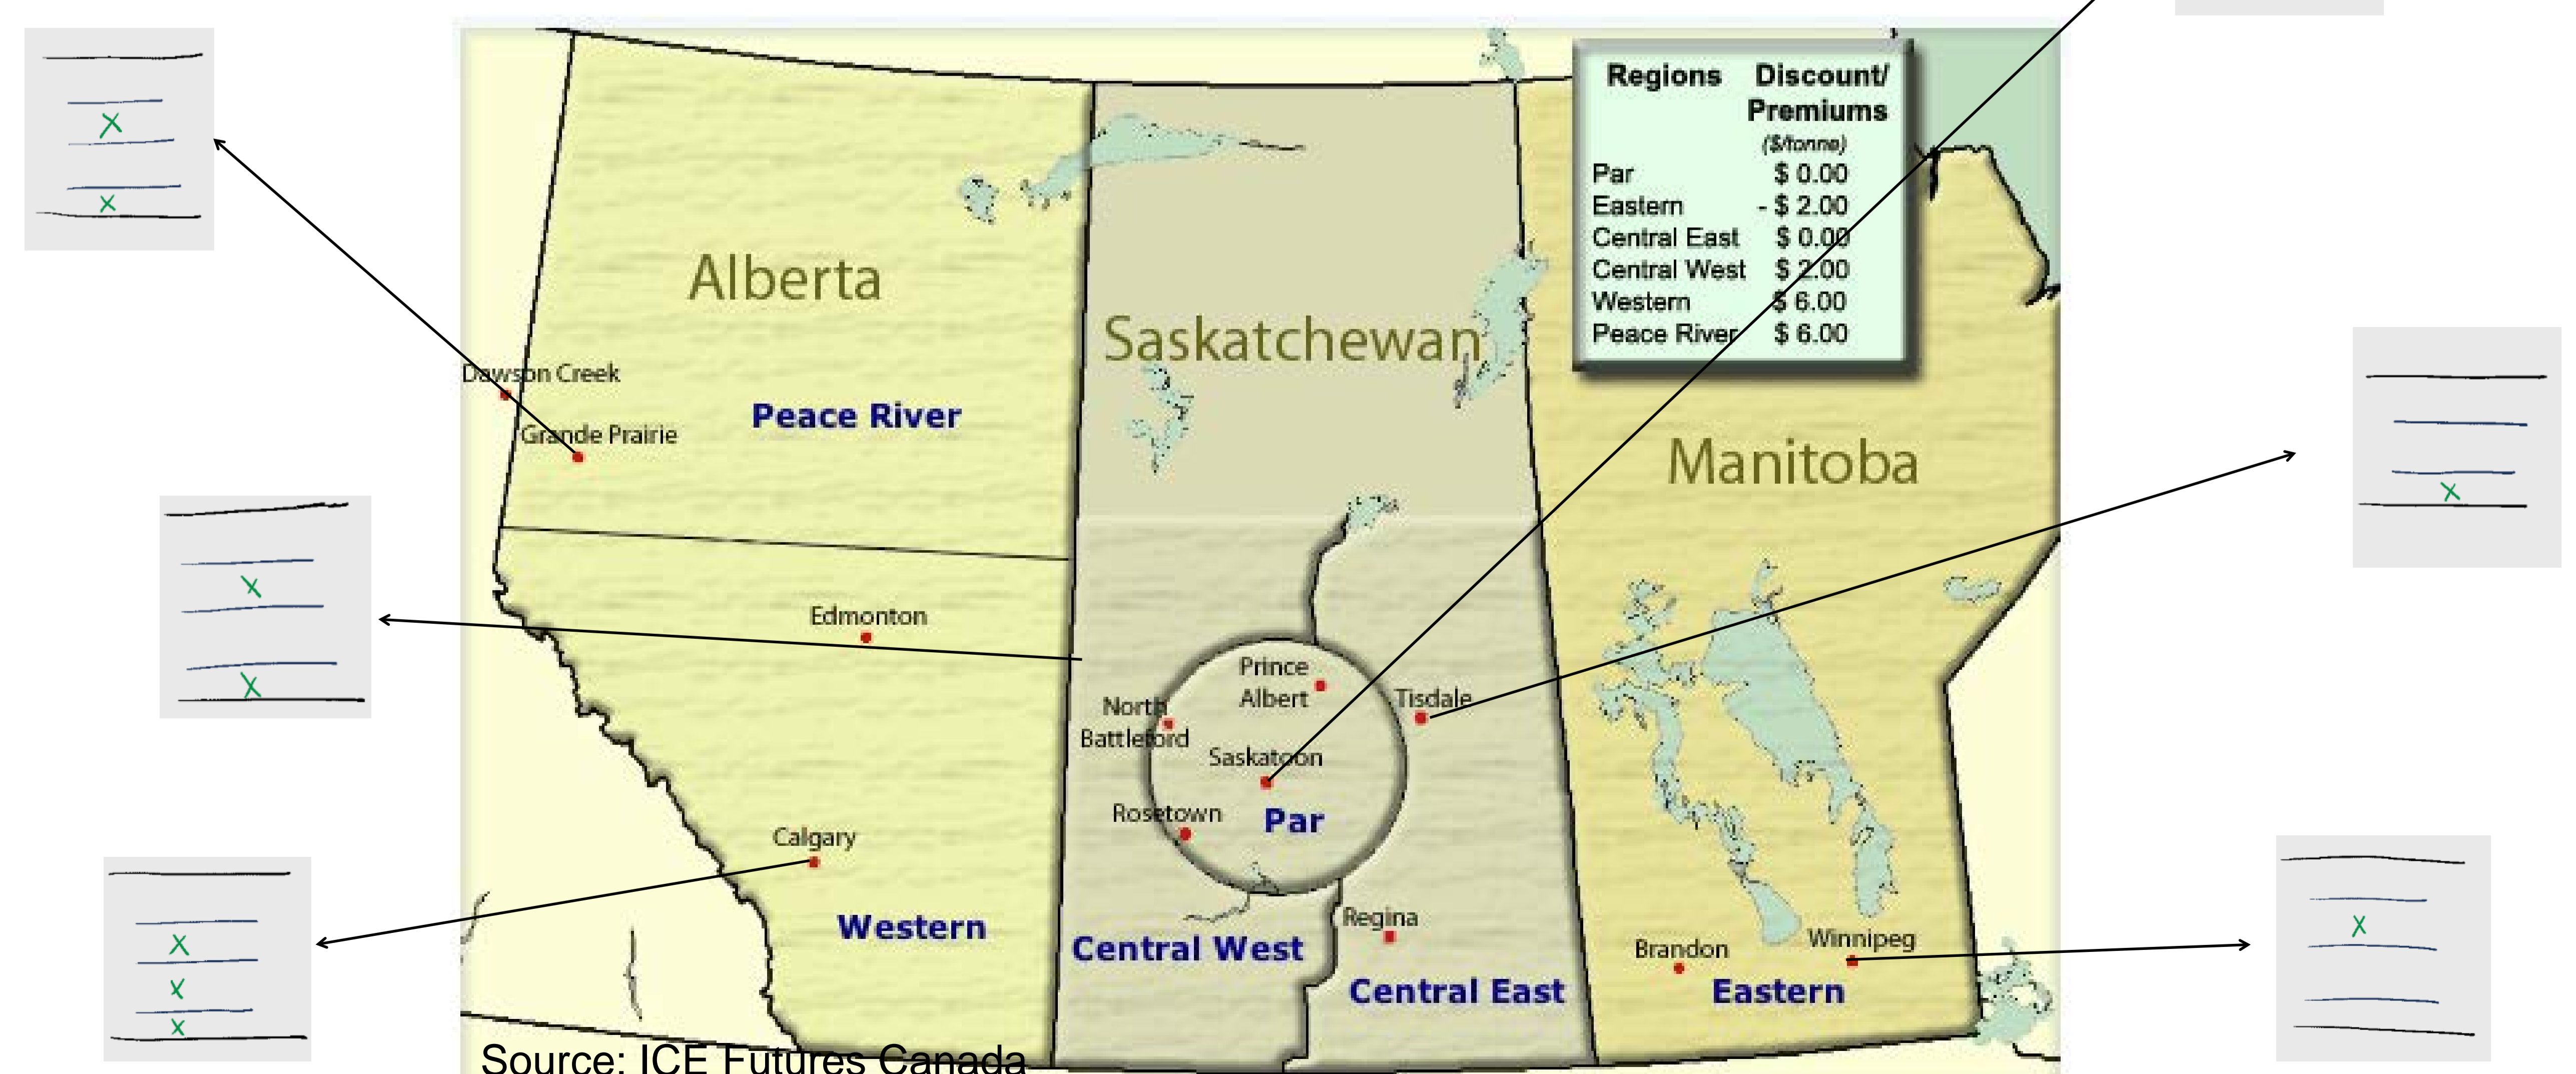 Regions Discount/
Premiums
($/tonne)
Par $ 0.00
Eastern - $ 2.00
Central East $ 0.00
Central West $ 2.00
Western $ 6.00
Peace River $ 6.00
Alberta
Saskatchewan
Manitoba
Dawson Creek
Grande Prairie
Peace River
Edmonton
Prince
Albert
North
Battleford
Tisdale
Saskatoon
Rosetown
Par
Calgary
Western
Central West
Regina
Central East
Brandon
Winnipeg
Eastern
X
X
X
X
X
X
X
X
X
Source: ICE Futures Canada